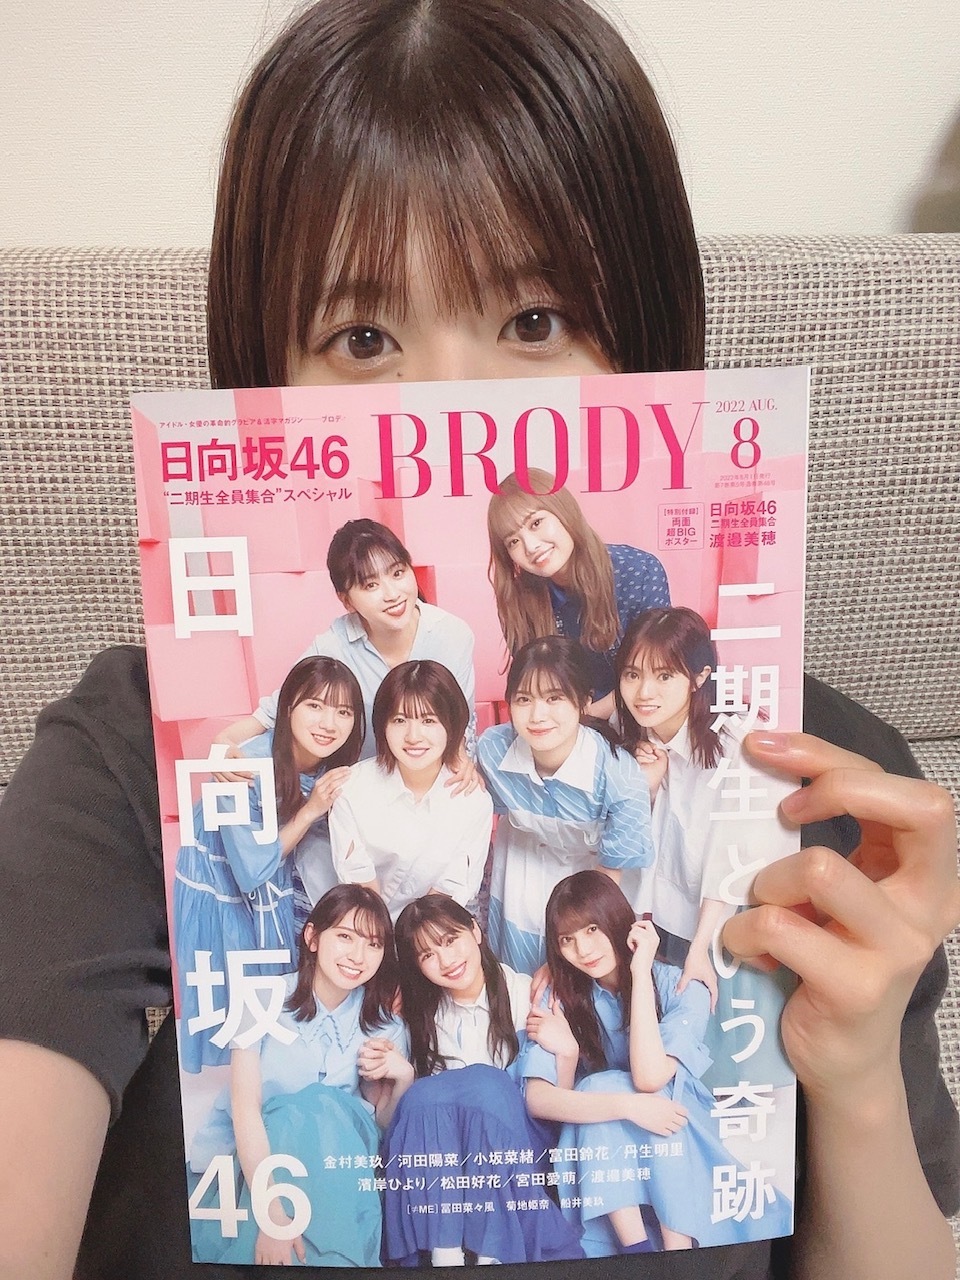 アイドル・女優の革命的グラビア&活字マガジン——ブロディ
BRODY
2022 AUG.
8
日向坂46
“二期生全員集合”スペシャル
【特別付録】
両面
超BIG
ポスター
日向坂46
二期生全員集合
渡邉美穂
日向坂46
二期生という奇跡
金村美玖／河田陽菜／小坂菜緒／富田鈴花／丹生明里
濱岸ひより／松田好花／宮田愛萌／渡邉美穂
[≠ME]冨田菜々風　菊地姫奈　船井美玖